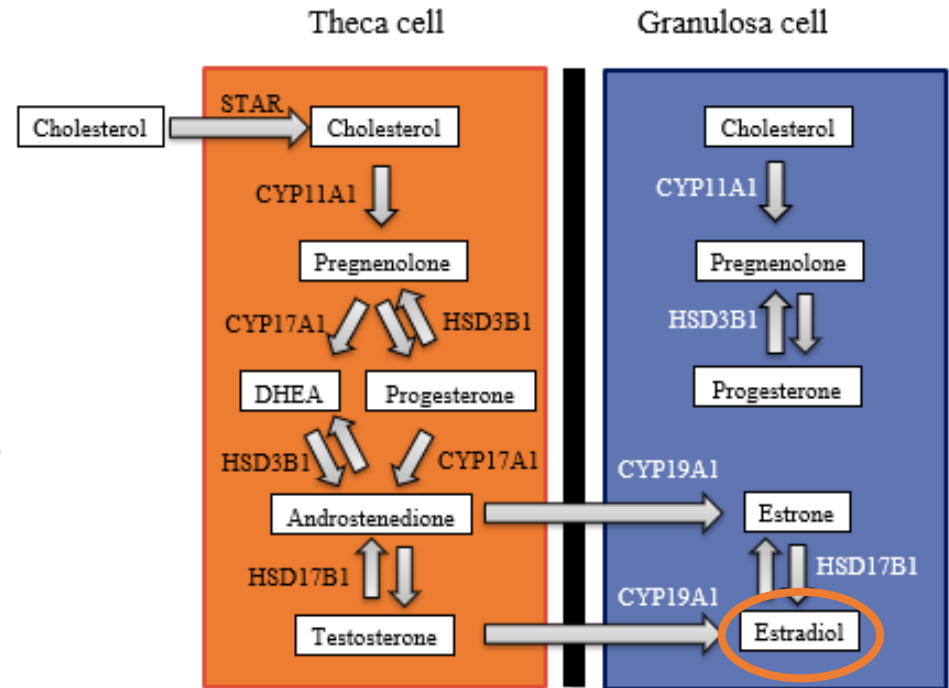 Theca cell
Granulosa cell
Cholesterol
STAR
Cholesterol
CYP11A1
Pregnenolone
CYP17A1
HSD3B1
DHEA
Progesterone
HSD3B1
CYP17A1
Androstenedione
HSD17B1
Testosterone
Cholesterol
CYP11A1
Pregnenolone
HSD3B1
Progesterone
CYP19A1
Estrone
HSD17B1
CYP19A1
Estradiol